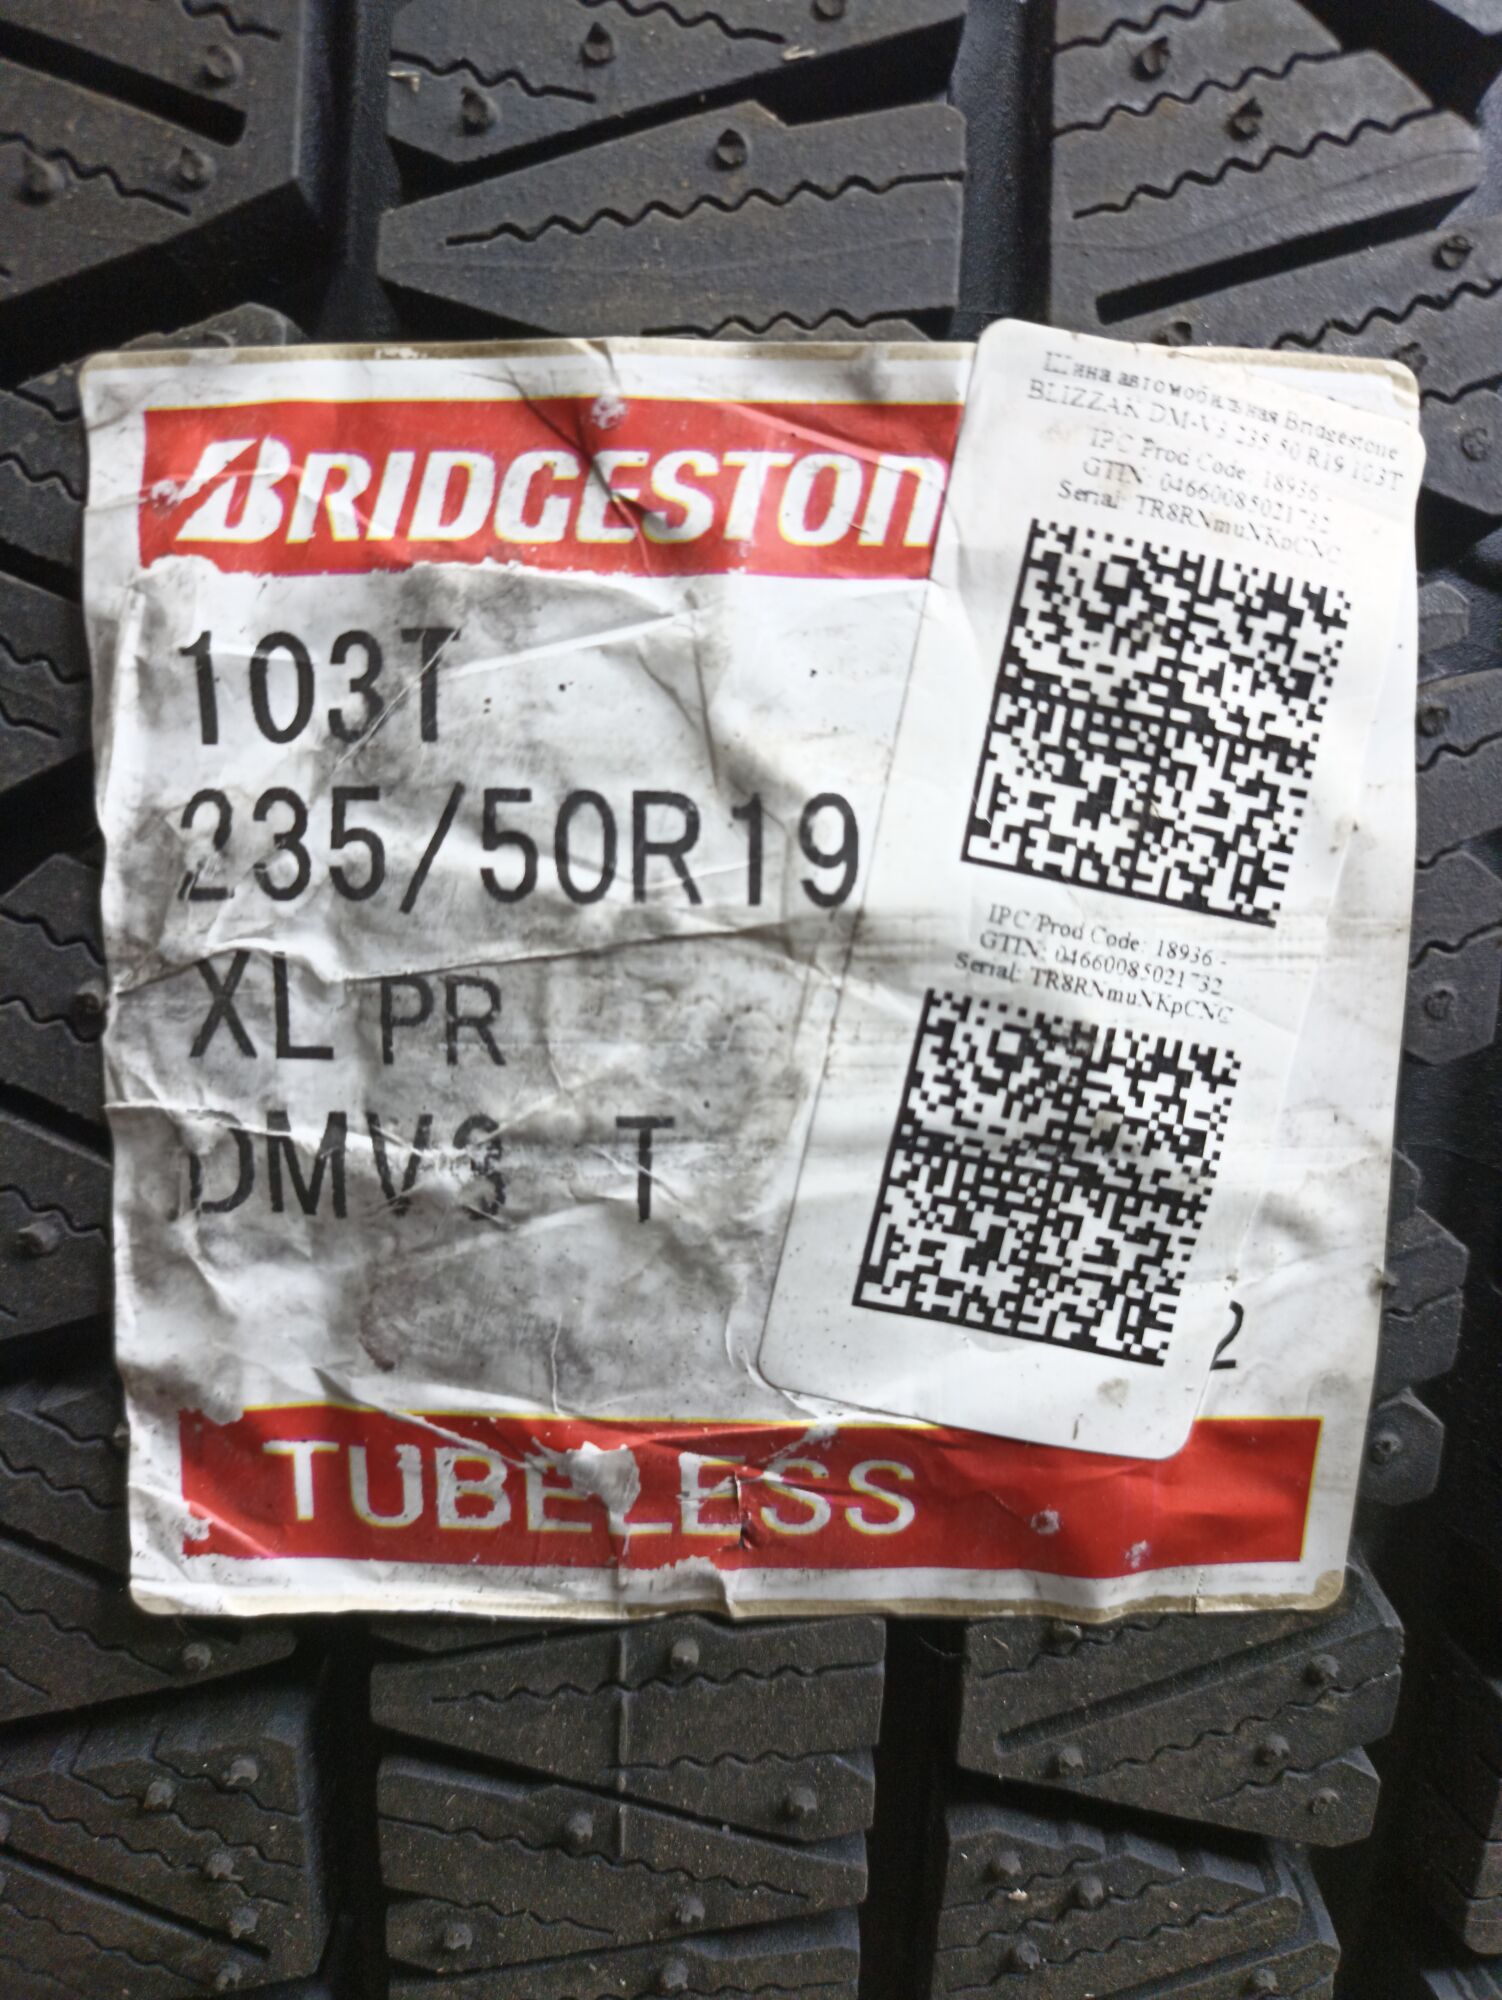 BRIDGESTON
103T
235/50R19
XL PR
DMV3 T
2
TUBELESS
Шина автомобильная Bridgestone
BLIZZAK DM-V3 235 50 R19 103T
IPC Prod Code: 18936 -
GTIN: 04660085021732
Serial: TR8RNmuNKpCNC
IPC/Prod Code: 18936 -
GTIN: 04660085021732
Serial: TR8RNmuNKpCNC